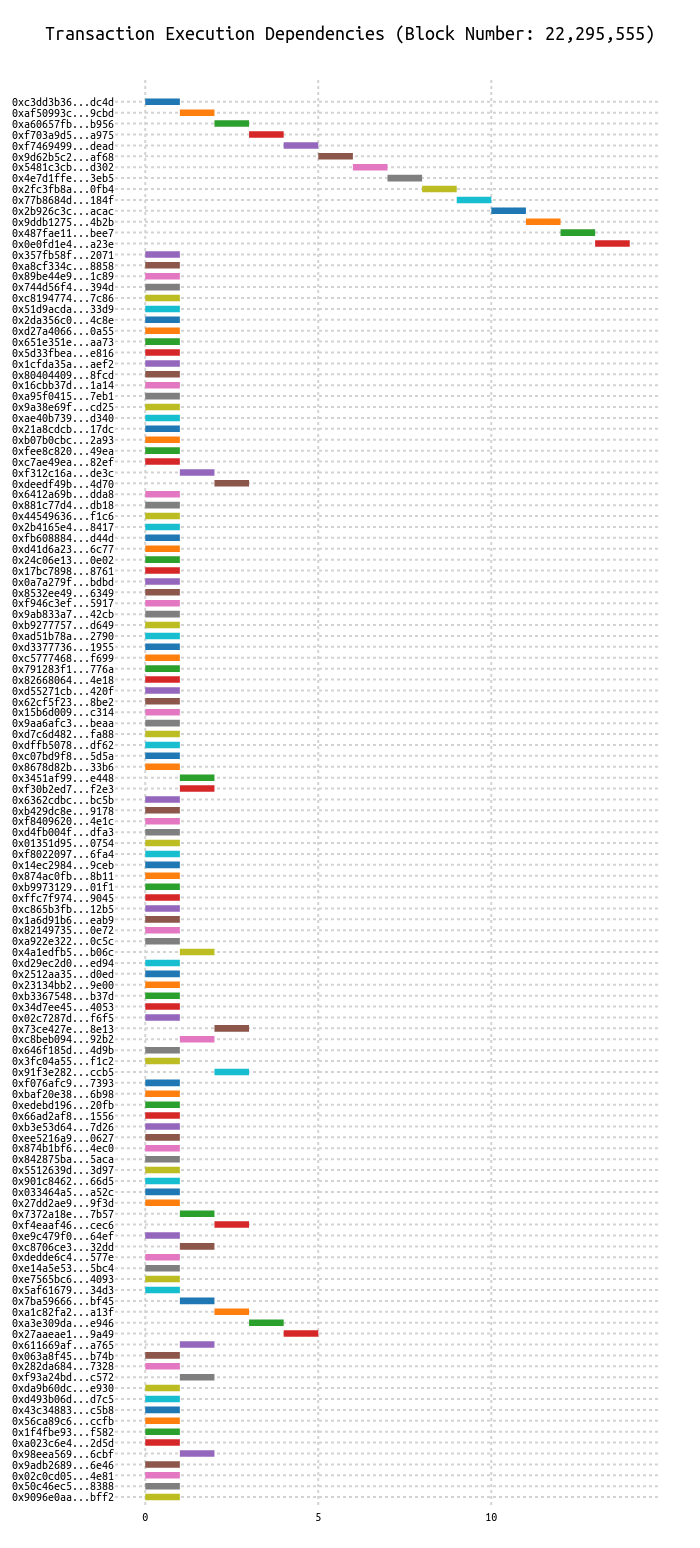 Transaction Execution Dependencies (Block Number: 22,295,555)
0xc3dd3b36...dc4d
0xaf50993c...9cbd
0xa60657fb...b956
0xf703a9d5...a975
0xf7469499...dead
0x9d62b5c2...af68
0x5481c3cb...d302
0x4e7d1ffe...3eb5
0x2fc3fb8a...0fb4
0x77b8684d...184f
0x2b926c3c...acac
0x9ddb1275...4b2b
0x487fae11...bee7
0x0e0fd1e4...a23e
0x357fb58f...2071
0xa8cf334c...8858
0x89be44e9...1c89
0x744d56f4...394d
0xc8194774...7c86
0x51d9acda...33d9
0x2da356c0...4c8e
0xd27a4066...0a55
0x651e351e...aa73
0x5d33fbea...e816
0x1cfda35a...aef2
0x80404409...8fcd
0x16cbb37d...1a14
0xa95f0415...7eb1
0x9a38e69f...cd25
0xae40b739...d340
0x21a8cdcb...17dc
0xb07b0cbc...2a93
0xfee8c820...49ea
0xc7ae49ea...82ef
0xf312c16a...de3c
0xdeedf49b...4d70
0x6412a69b...dda8
0x881c77d4...db18
0x44549636...f1c6
0x2b4165e4...8417
0xfb608884...d44d
0xd41d6a23...6c77
0x24c06e13...0e02
0x17bc7898...8761
0x0a7a279f...bdbd
0x8532ee49...6349
0xf946c3ef...5917
0x9ab833a7...42cb
0xb9277757...d649
0xad51b78a...2790
0xd3377736...1955
0xc5777468...f699
0x791283f1...776a
0x82668064...4e18
0xd55271cb...420f
0x62cf5f23...8be2
0x15b6d009...c314
0x9aa6afc3...beaa
0xd7c6d482...fa88
0xdffb5078...df62
0xc07bd9f8...5d5a
0x8678d82b...33b6
0x3451af99...e448
0xf30b2ed7...f2e3
0x6362cdbc...bc5b
0xb429dc8e...9178
0xf8409620...4e1c
0xd4fb004f...dfa3
0x01351d95...0754
0xf8022097...6fa4
0x14ec2984...9ceb
0x874ac0fb...8b11
0xb9973129...01f1
0xffc7f974...9045
0xc865b3fb...12b5
0x1a6d91b6...eab9
0x82149735...0e72
0xa922e322...0c5c
0x4a1edfb5...b06c
0xd29ec2d0...ed94
0x2512aa35...d0ed
0x23134bb2...9e00
0xb3367548...b37d
0x34d7ee45...4053
0x02c7287d...f6f5
0x73ce427e...8e13
0xc8beb094...92b2
0x646f185d...4d9b
0x3fc04a55...f1c2
0x91f3e282...ccb5
0xf076afc9...7393
0xbaf20e38...6b98
0xedebd196...20fb
0x66ad2af8...1556
0xb3e53d64...7d26
0xee5216a9...0627
0x874b1bf6...4ec0
0x842875ba...5aca
0x5512639d...3d97
0x901c8462...66d5
0x033464a5...a52c
0x27dd2ae9...9f3d
0x7372a18e...7b57
0xf4eaaf46...cec6
0xe9c479f0...64ef
0xc8706ce3...32dd
0xdedde6c4...577e
0xe14a5e53...5bc4
0xe7565bc6...4093
0x5af61679...34d3
0x7ba59666...bf45
0xa1c82fa2...a13f
0xa3e309da...e946
0x27aaeae1...9a49
0x611669af...a765
0x063a8f45...b74b
0x282da684...7328
0xf93a24bd...c572
0xda9b60dc...e930
0xd493b06d...d7c5
0x43c34883...c5b8
0x56ca89c6...ccfb
0x1f4fbe93...f582
0xa023c6e4...2d5d
0x98eea569...6cbf
0x9adb2689...6e46
0x02c0cd05...4e81
0x50c46ec5...8388
0x9096e0aa...bff2
0 5 10